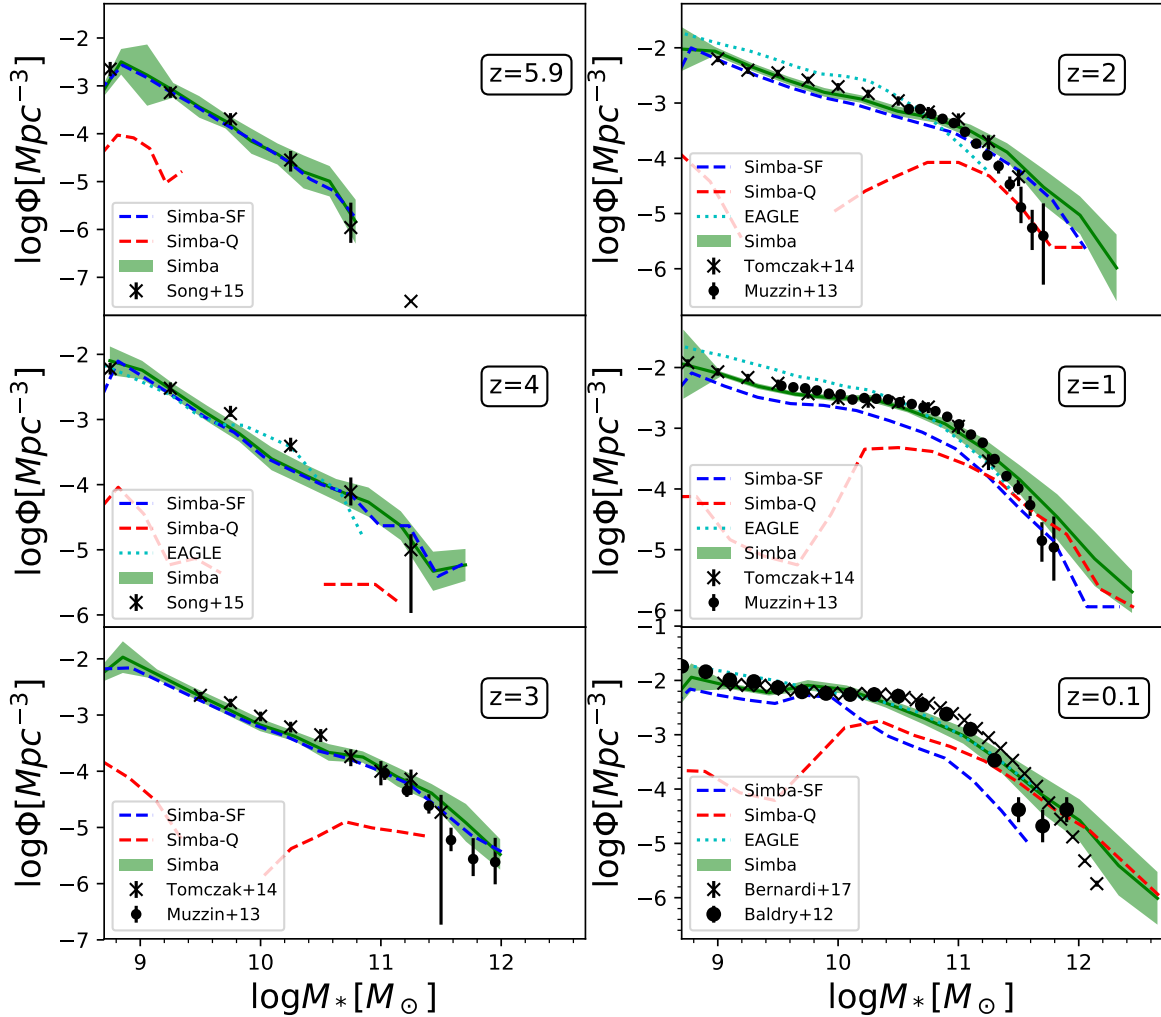 −2
−3
−4
−5
−6
−7
logΦ[Mpc⁻³]
z=5.9
Simba-SF
Simba-Q
Simba
Song+15
−2
−3
−4
−5
−6
logΦ[Mpc⁻³]
z=4
Simba-SF
Simba-Q
EAGLE
Simba
Song+15
−2
−3
−4
−5
−6
−7
logΦ[Mpc⁻³]
z=3
Simba-SF
Simba-Q
Simba
Tomczak+14
Muzzin+13
9 10 11 12
logM*[M⊙]
−2
−3
−4
−5
−6
logΦ[Mpc⁻³]
z=2
Simba-SF
Simba-Q
EAGLE
Simba
Tomczak+14
Muzzin+13
−2
−3
−4
−5
−6
logΦ[Mpc⁻³]
z=1
Simba-SF
Simba-Q
EAGLE
Simba
Tomczak+14
Muzzin+13
−1
−2
−3
−4
−5
−6
logΦ[Mpc⁻³]
z=0.1
Simba-SF
Simba-Q
EAGLE
Simba
Bernardi+17
Baldry+12
9 10 11 12
logM*[M⊙]